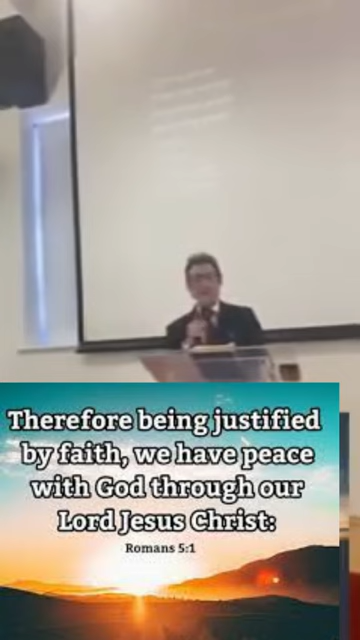 Therefore being justified
by faith, we have peace
with God through our
Lord Jesus Christ:
Romans 5:1